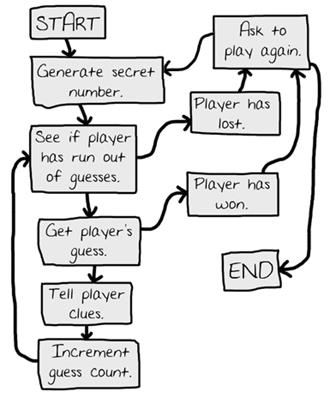 START
Generate secret
number.
See if player
has run out
of guesses.
Get player's
guess.
Tell player
clues.
Increment
guess count.
Ask to
play again.
Player has
lost.
Player has
won.
END